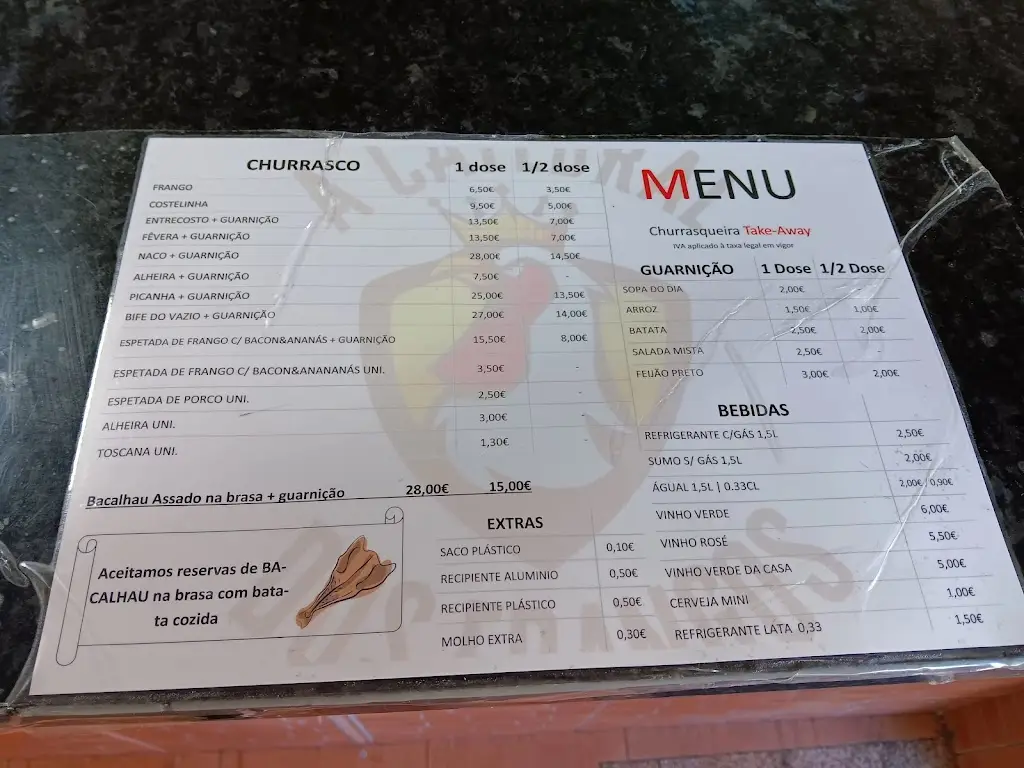 CHURRASCO 1 dose 1/2 dose
FRANGO 6,50€ 3,50€
COSTELINHA 9,50€ 5,00€
ENTRECOSTO + GUARNIÇÃO 13,50€ 7,00€
FÊVERA + GUARNIÇÃO 13,50€ 7,00€
NACO + GUARNIÇÃO 28,00€ 14,50€
ALHEIRA + GUARNIÇÃO 7,50€ -
PICANHA + GUARNIÇÃO 25,00€ 13,50€
BIFE DO VAZIO + GUARNIÇÃO 27,00€ 14,00€
ESPETADA DE FRANGO C/ BACON&ANANÁS + GUARNIÇÃO 15,50€ 8,00€
ESPETADA DE FRANGO C/ BACON&ANANANÁS UNI. 3,50€ -
ESPETADA DE PORCO UNI. 2,50€ -
ALHEIRA UNI. 3,00€ -
TOSCANA UNI. 1,30€ -
Bacalhau Assado na brasa + guarnição 28,00€ 15,00€
Aceitamos reservas de BA-
CALHAU na brasa com bata-
ta cozida
EXTRAS
SACO PLÁSTICO 0,10€
RECIPIENTE ALUMINIO 0,50€
RECIPIENTE PLÁSTICO 0,50€
MOLHO EXTRA 0,30€
MENU
Churrasqueira Take-Away
IVA aplicado à taxa legal em vigor
GUARNIÇÃO 1 Dose 1/2 Dose
SOPA DO DIA 2,00€
ARROZ 1,50€ 1,00€
BATATA 2,50€ 2,00€
SALADA MISTA 2,50€ -
FEIJÃO PRETO 3,00€ 2,00€
BEBIDAS
REFRIGERANTE C/GÁS 1,5L 2,50€
SUMO S/ GÁS 1,5L 2,00€
ÁGUAL 1,5L | 0.33CL 2,00€ 0,90€
VINHO VERDE 6,00€
VINHO ROSÉ 5,50€
VINHO VERDE DA CASA 5,00€
CERVEJA MINI 1,00€
REFRIGERANTE LATA 0,33 1,50€